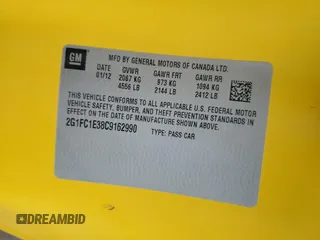 GM
MFD BY GENERAL MOTORS OF CANADA LTD.
DATE GVWR GAWR FRT GAWR RR
01/12 2067 KG 973 KG 1094 KG
4556 LB 2144 LB 2412 LB
THIS VEHICLE CONFORMS TO ALL APPLICABLE U.S. FEDERAL MOTOR
VEHICLE SAFETY, BUMPER, AND THEFT PREVENTION STANDARDS IN
EFFECT ON THE DATE OF MANUFACTURE SHOWN ABOVE.
2G1FC1E38C9162990 TYPE: PASS CAR
DREAMBID